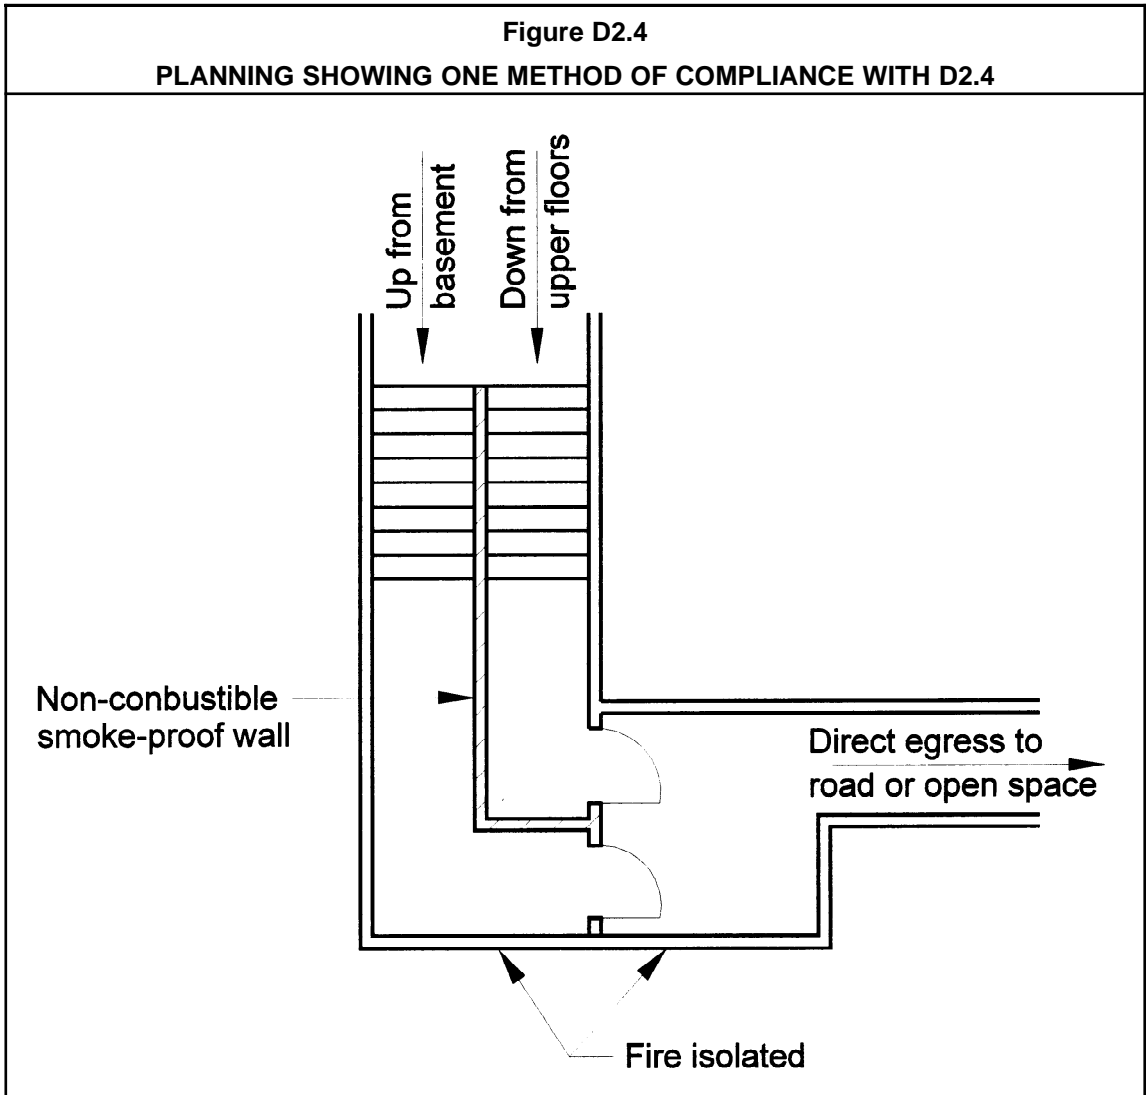 Figure D2.4
PLANNING SHOWING ONE METHOD OF COMPLIANCE WITH D2.4
Up from
basement
Down from
upper floors
Non-conbustible
smoke-proof wall
Direct egress to
road or open space
Fire isolated